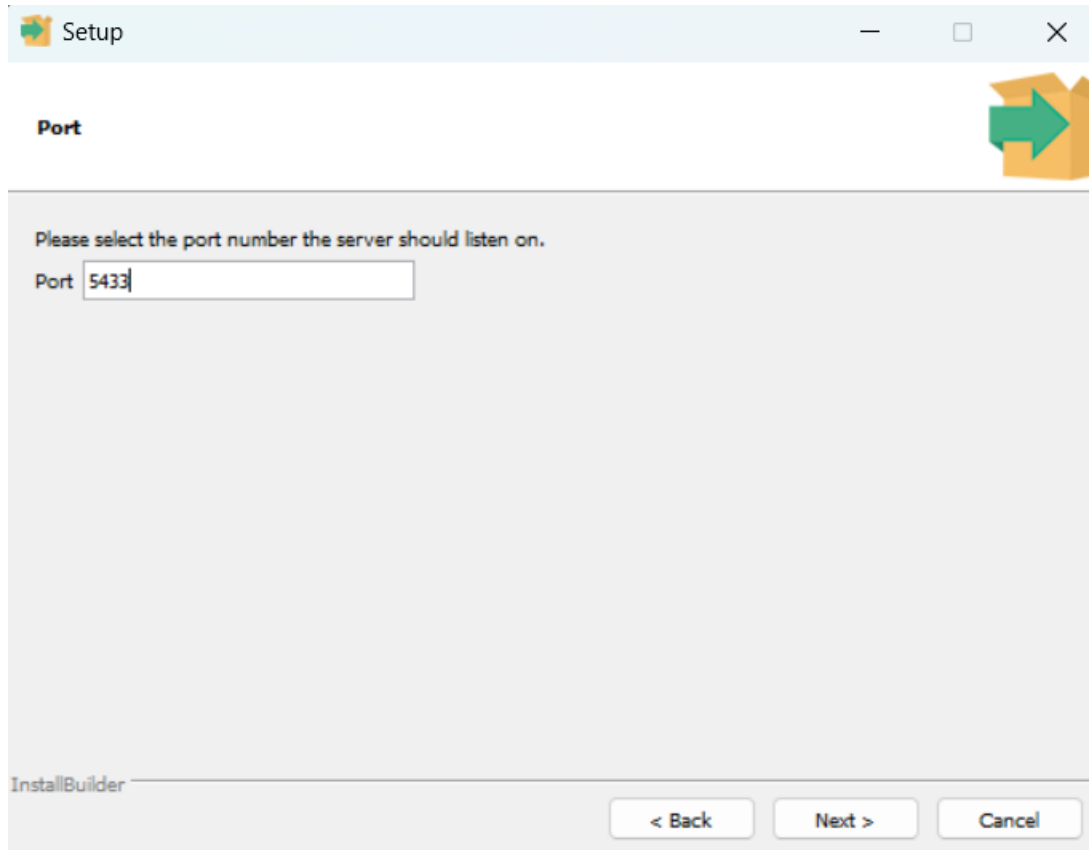 Setup
Port
Please select the port number the server should listen on.
Port 5433
InstallBuilder
< Back Next > Cancel